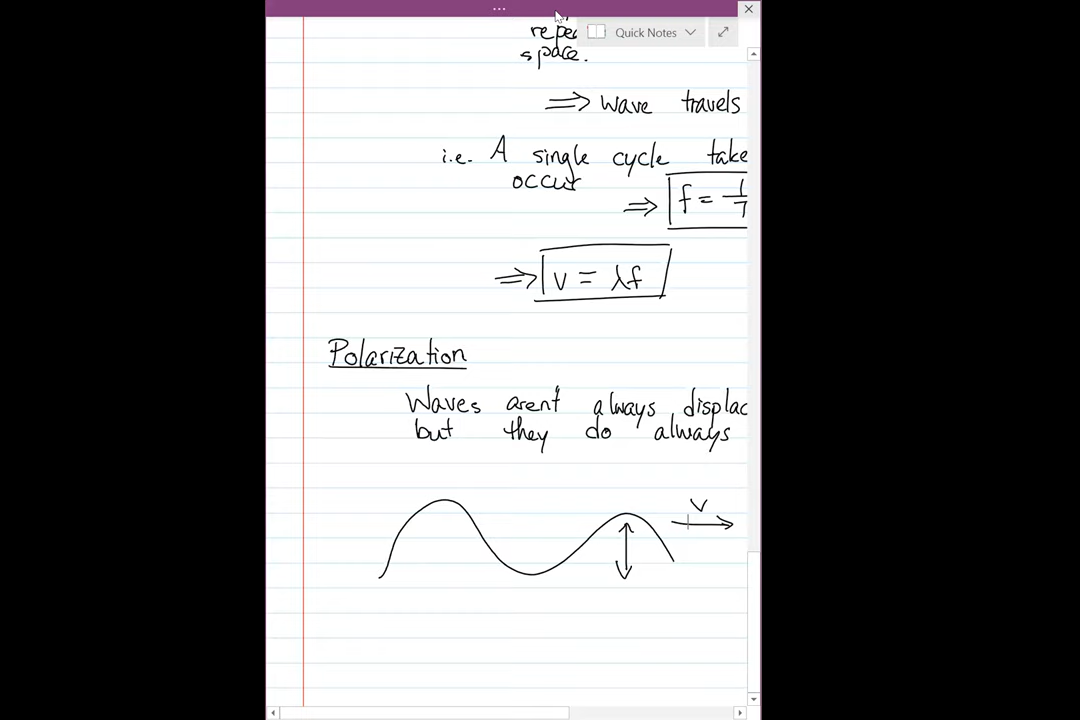 ...
Quick Notes
space.
⇒ wave travels
i.e. A single cycle take
occur
⇒ f = 1/T
⇒ v = λf
Polarization
Waves aren't always displac
but they do always
v